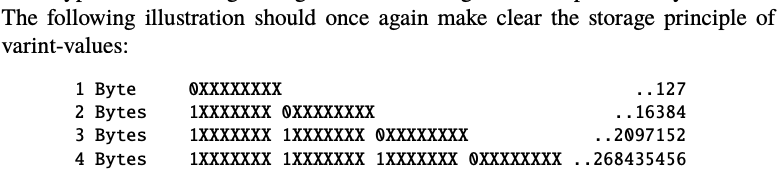 The following illustration should once again make clear the storage principle of
varint-values:
1 Byte 0XXXXXXXX ..127
2 Bytes 1XXXXXXX 0XXXXXXXX ..16384
3 Bytes 1XXXXXXX 1XXXXXXX 0XXXXXXXX ..2097152
4 Bytes 1XXXXXXX 1XXXXXXX 1XXXXXXX 0XXXXXXXX ..268435456